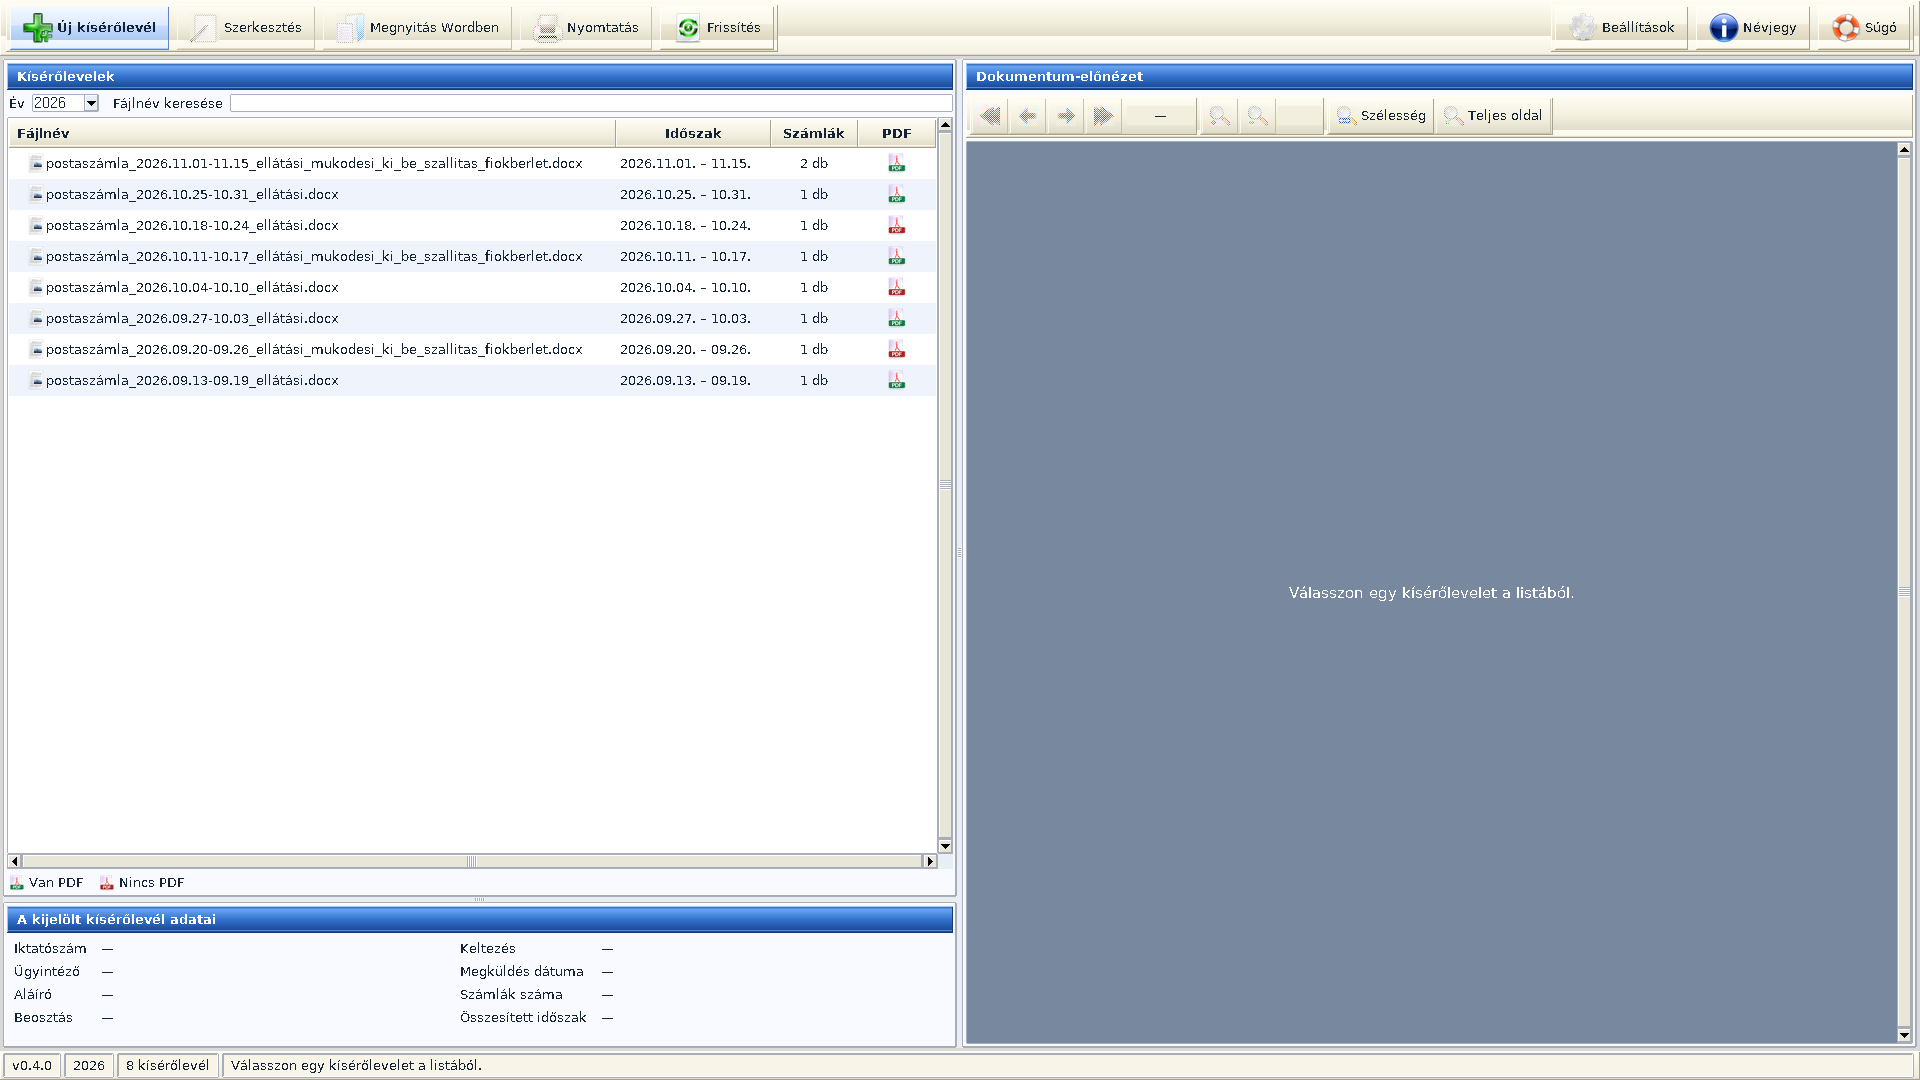 Új kísérőlevél Szerkesztés Megnyitás Wordben Nyomtatás Frissítés Beállítások Névjegy Súgó
Kísérőlevelek
Év 2026 Fájlnév keresése
Fájlnév Időszak Számlák PDF
postaszámla_2026.11.01-11.15_ellátási_mukodesi_ki_be_szallitas_fiokberlet.docx 2026.11.01. – 11.15. 2 db
postaszámla_2026.10.25-10.31_ellátási.docx 2026.10.25. – 10.31. 1 db
postaszámla_2026.10.18-10.24_ellátási.docx 2026.10.18. – 10.24. 1 db
postaszámla_2026.10.11-10.17_ellátási_mukodesi_ki_be_szallitas_fiokberlet.docx 2026.10.11. – 10.17. 1 db
postaszámla_2026.10.04-10.10_ellátási.docx 2026.10.04. – 10.10. 1 db
postaszámla_2026.09.27-10.03_ellátási.docx 2026.09.27. – 10.03. 1 db
postaszámla_2026.09.20-09.26_ellátási_mukodesi_ki_be_szallitas_fiokberlet.docx 2026.09.20. – 09.26. 1 db
postaszámla_2026.09.13-09.19_ellátási.docx 2026.09.13. – 09.19. 1 db
Van PDF Nincs PDF
A kijelölt kísérőlevél adatai
Iktatószám — Keltezés —
Ügyintéző — Megküldés dátuma —
Aláíró — Számlák száma —
Beosztás — Összesített időszak —
Dokumentum-előnézet
— Szélesség Teljes oldal
Válasszon egy kísérőlevelet a listából.
v0.4.0 2026 8 kísérőlevél Válasszon egy kísérőlevelet a listából.